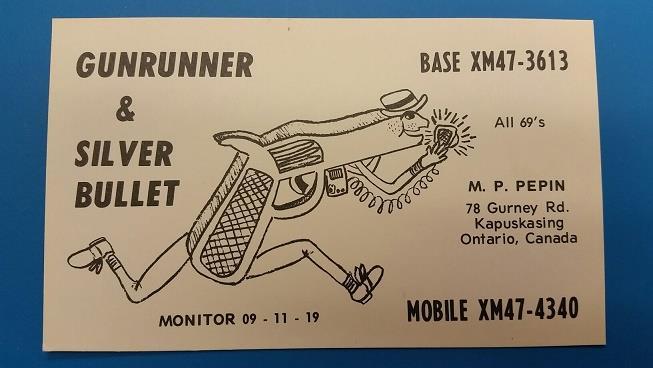 GUNRUNNER
&
SILVER
BULLET
BASE XM47-3613
All 69's
M. P. PEPIN
78 Gurney Rd.
Kapuskasing
Ontario, Canada
MONITOR 09 - 11 - 19
MOBILE XM47-4340